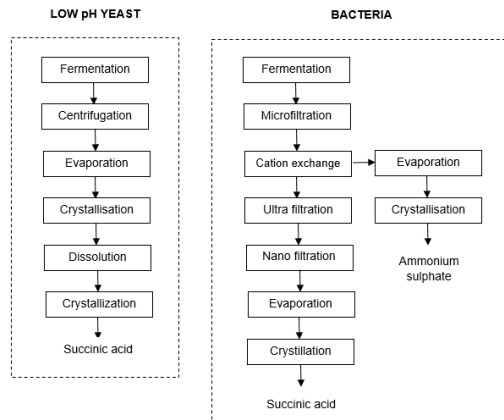 LOW pH YEAST
Fermentation
Centrifugation
Evaporation
Crystallisation
Dissolution
Crystallization
Succinic acid
BACTERIA
Fermentation
Microfiltration
Cation exchange
Ultra filtration
Nano filtration
Evaporation
Crystillation
Succinic acid
Evaporation
Crystallisation
Ammonium
sulphate